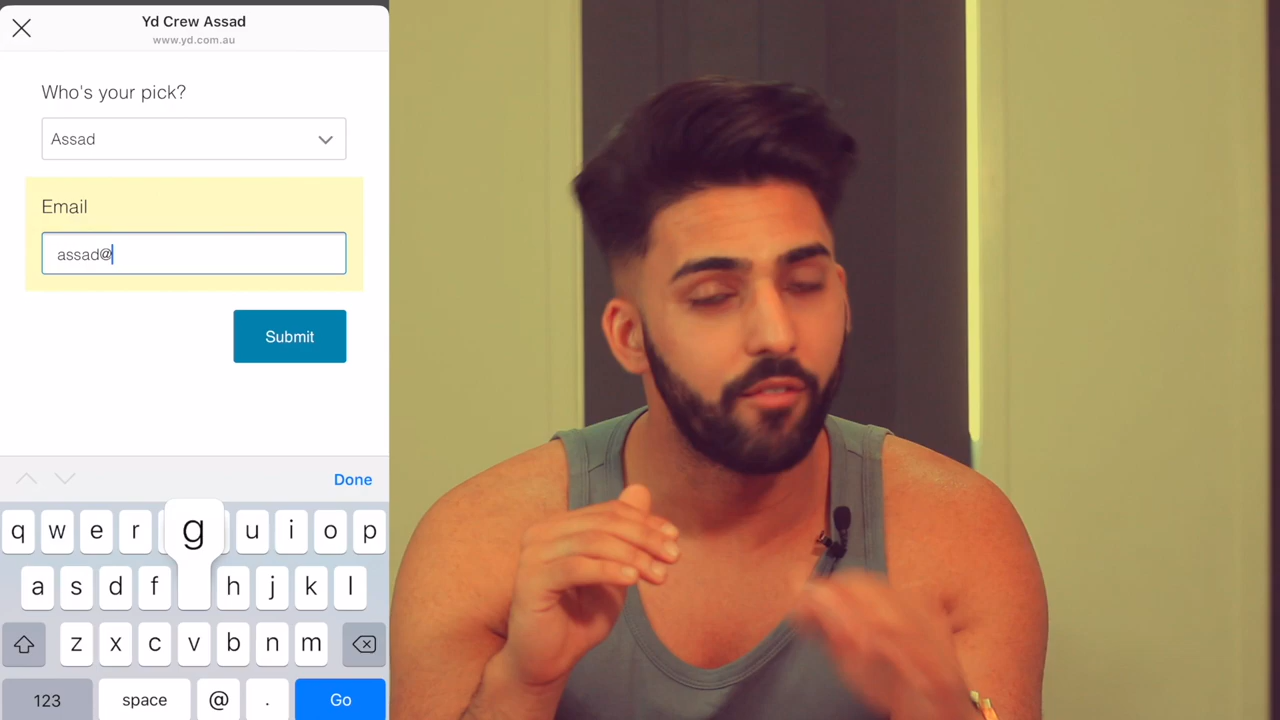 Yd Crew Assad
www.yd.com.au
Who's your pick?
Assad
Email
assad@
Submit
Done
q w e r g u i o p
a s d f h j k l
z x c v b n m
123 space @ . Go